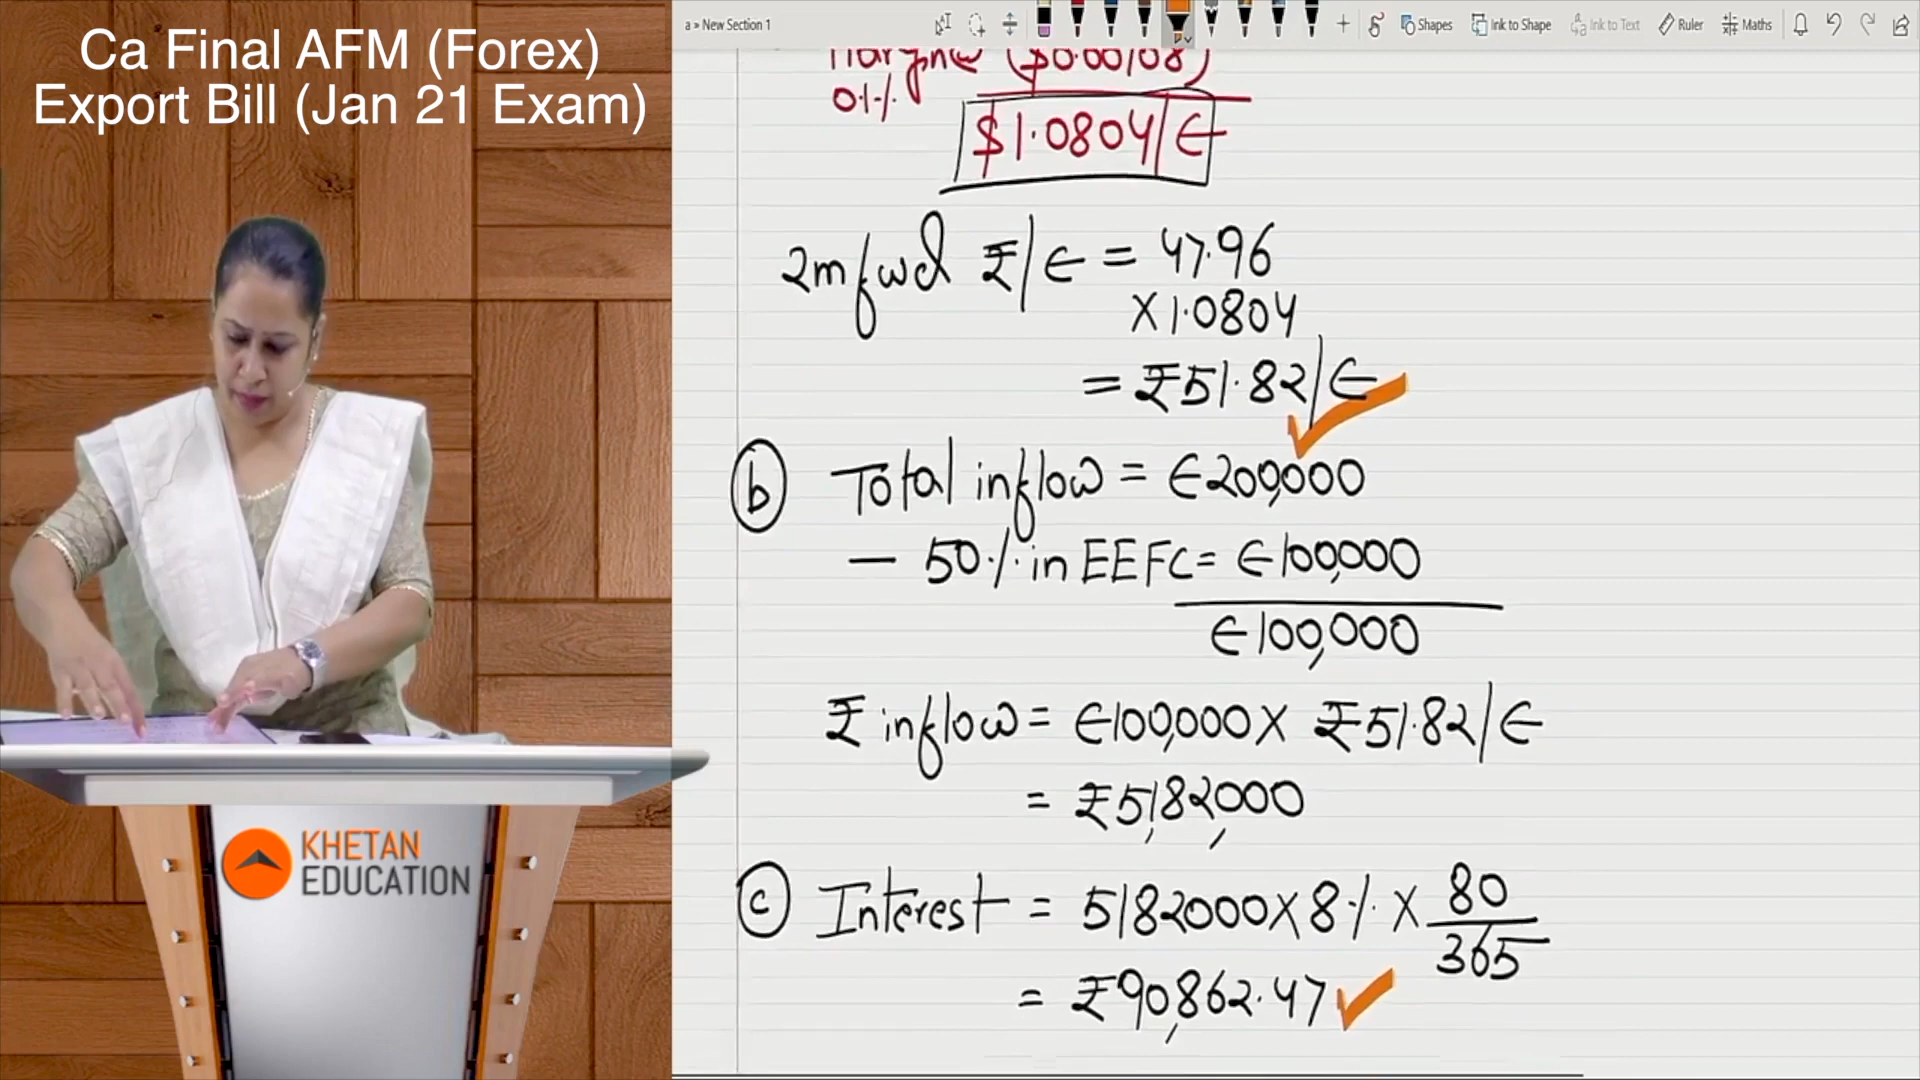 Ca Final AFM (Forex)
Export Bill (Jan 21 Exam)
a » New Section 1
Shapes
Ink to Shape
Ink to Text
Ruler
Maths
($0.00108)
0.1%
$1.0804/€
2m fwd ₹/€ = 47.96
X 1.0804
= ₹51.82/€
(b) Total inflow = €200,000
— 50% in EEFC = €100,000
€100,000
₹ inflow = €100,000 X ₹51.82/€
= ₹51,82,000
(c) Interest = 5182000 X 8% X 80
365
= ₹90,862.47
KHETAN
EDUCATION